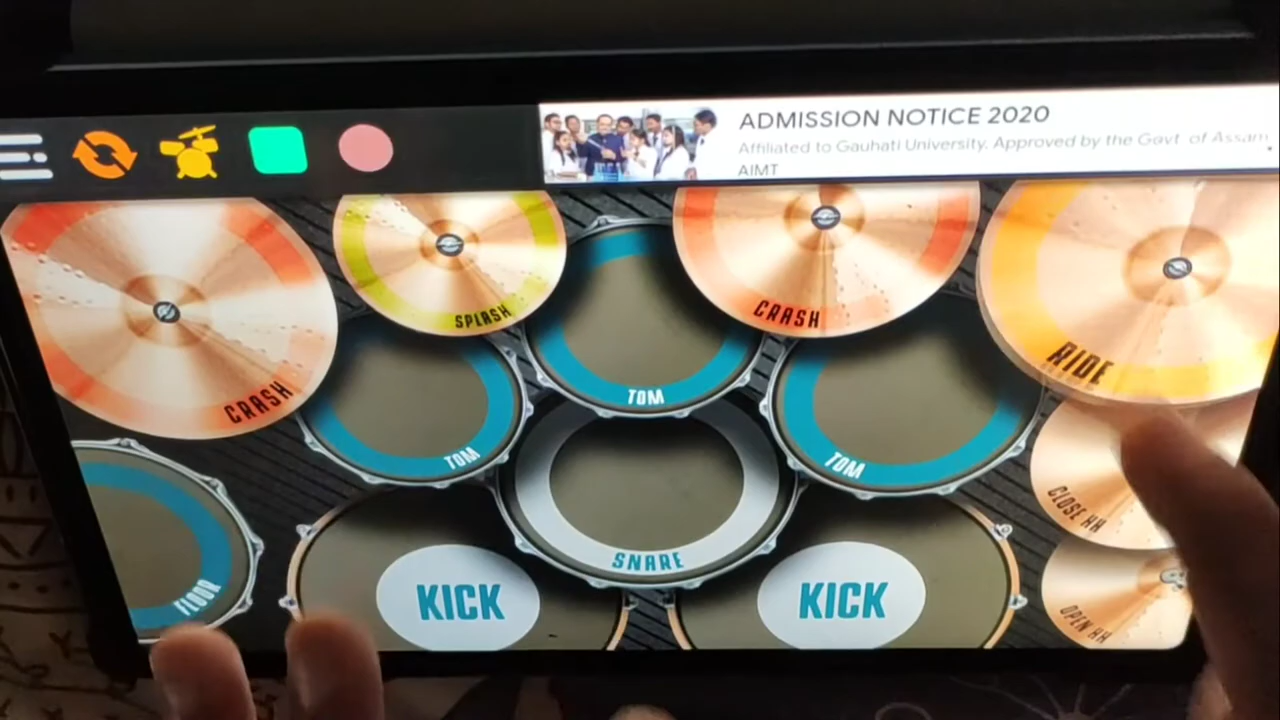 ADMISSION NOTICE 2020
Affiliated to Gauhati University. Approved by the Govt. of Assam.
AIMT
CRASH
SPLASH
TOM
CRASH
RIDE
TOM
TOM
CLOSE HH
SNARE
FLOOR
KICK
KICK
OPEN HH